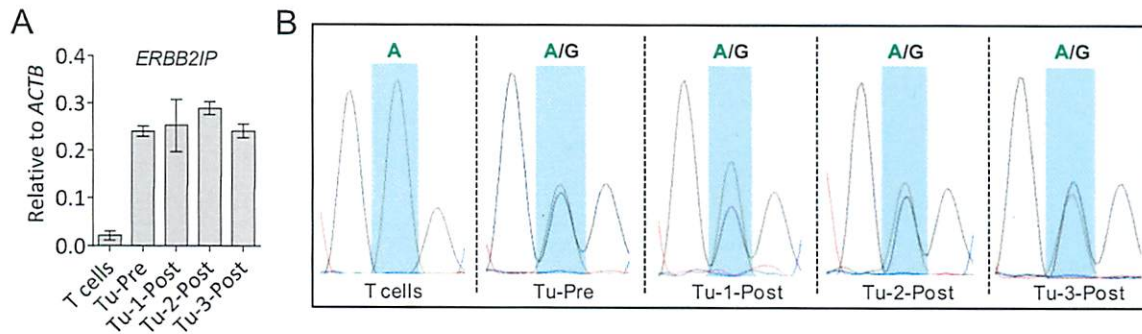 A
B
ERBB2IP
Relative to ACTB
0.4
0.3
0.2
0.1
0.0
T cells
Tu-Pre
Tu-1-Post
Tu-2-Post
Tu-3-Post
A
A/G
A/G
A/G
A/G
T cells
Tu-Pre
Tu-1-Post
Tu-2-Post
Tu-3-Post